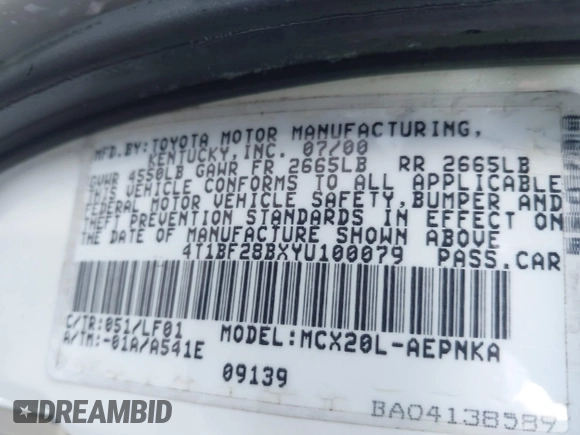 MFD.BY:TOYOTA MOTOR MANUFACTURING,
KENTUCKY,INC. 07/00
GVWR 4550LB GAWR FR 2665LB RR 2665LB
THIS VEHICLE CONFORMS TO ALL APPLICABLE
FEDERAL MOTOR VEHICLE SAFETY,BUMPER AND
THEFT PREVENTION STANDARDS IN EFFECT ON
THE DATE OF MANUFACTURE SHOWN ABOVE
4T1BF28BXYU100079 PASS.CAR
C/TR:051/LF01 MODEL:MCX20L-AEPNKA
A/TM:-01A/A541E
09139
BA04138589
DREAMBID